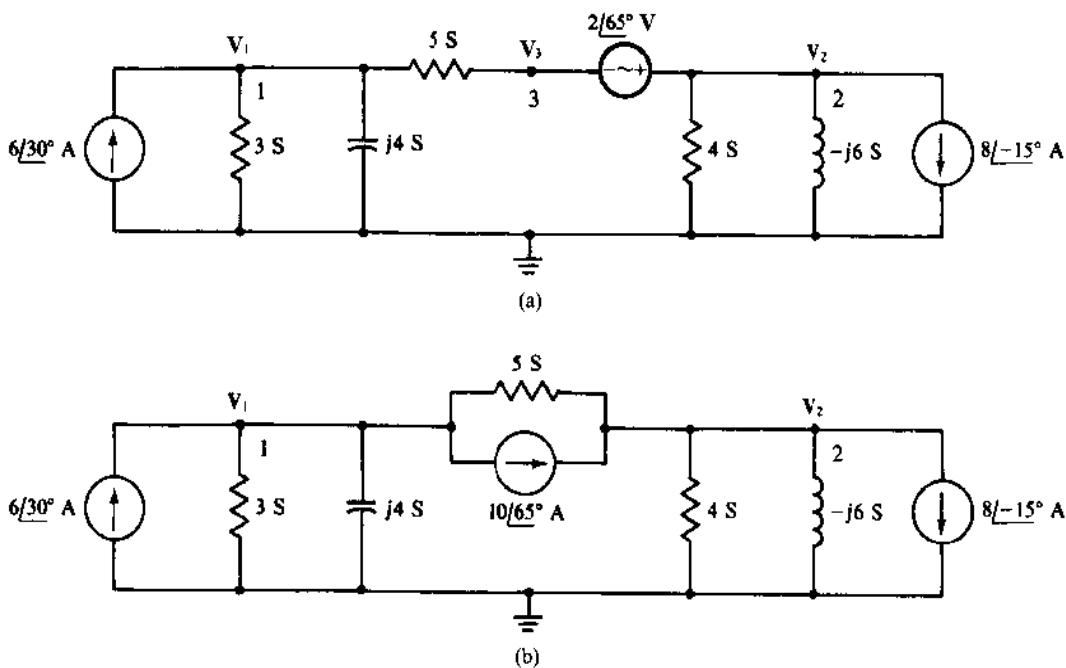 2/65° V
5 S
V₁
V₃
V₂
1
3
2
6/30° A
3 S
j4 S
4 S
-j6 S
8/-15° A
(a)
5 S
V₁
V₂
1
2
6/30° A
3 S
j4 S
10/65° A
4 S
-j6 S
8/-15° A
(b)